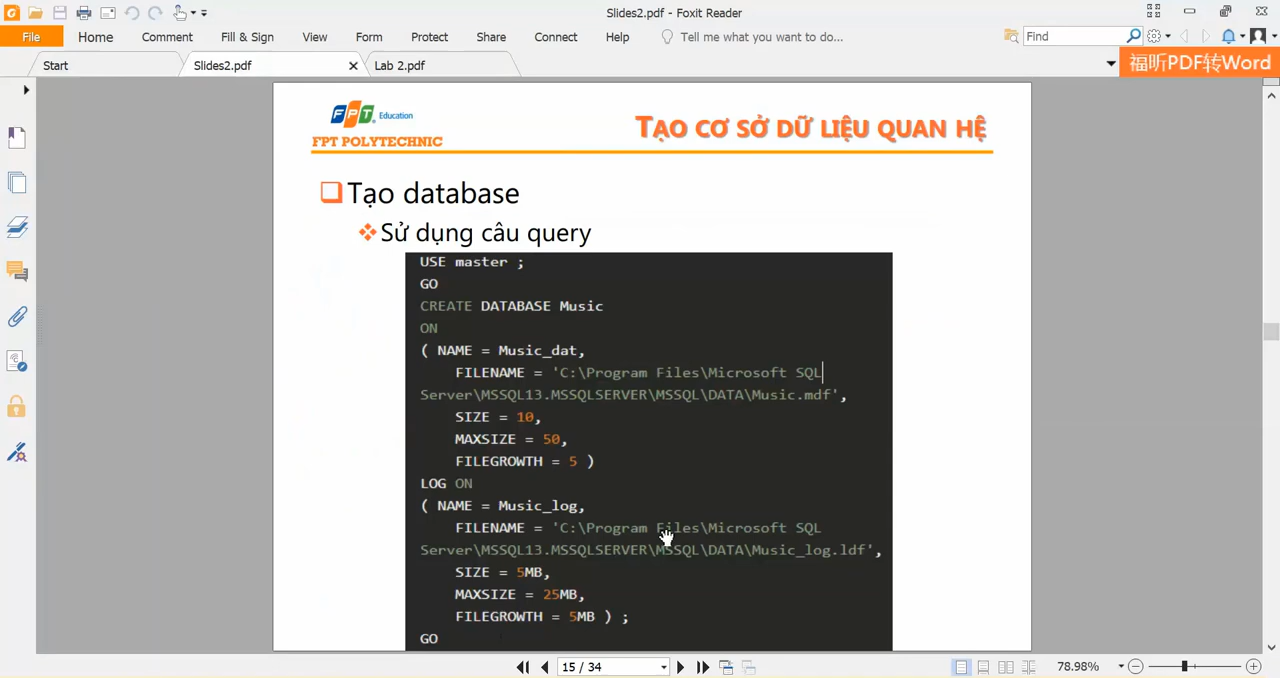 Slides2.pdf - Foxit Reader
File Home Comment Fill & Sign View Form Protect Share Connect Help Tell me what you want to do... Find
Start Slides2.pdf Lab 2.pdf 福昕PDF转Word
FPT Education
FPT POLYTECHNIC
TẠO CƠ SỞ DỮ LIỆU QUAN HỆ
Tạo database
Sử dụng câu query
USE master ;
GO
CREATE DATABASE Music
ON
( NAME = Music_dat,
FILENAME = 'C:\Program Files\Microsoft SQL
Server\MSSQL13.MSSQLSERVER\MSSQL\DATA\Music.mdf',
SIZE = 10,
MAXSIZE = 50,
FILEGROWTH = 5 )
LOG ON
( NAME = Music_log,
FILENAME = 'C:\Program Files\Microsoft SQL
Server\MSSQL13.MSSQLSERVER\MSSQL\DATA\Music_log.ldf',
SIZE = 5MB,
MAXSIZE = 25MB,
FILEGROWTH = 5MB ) ;
GO
15 / 34 78.98%